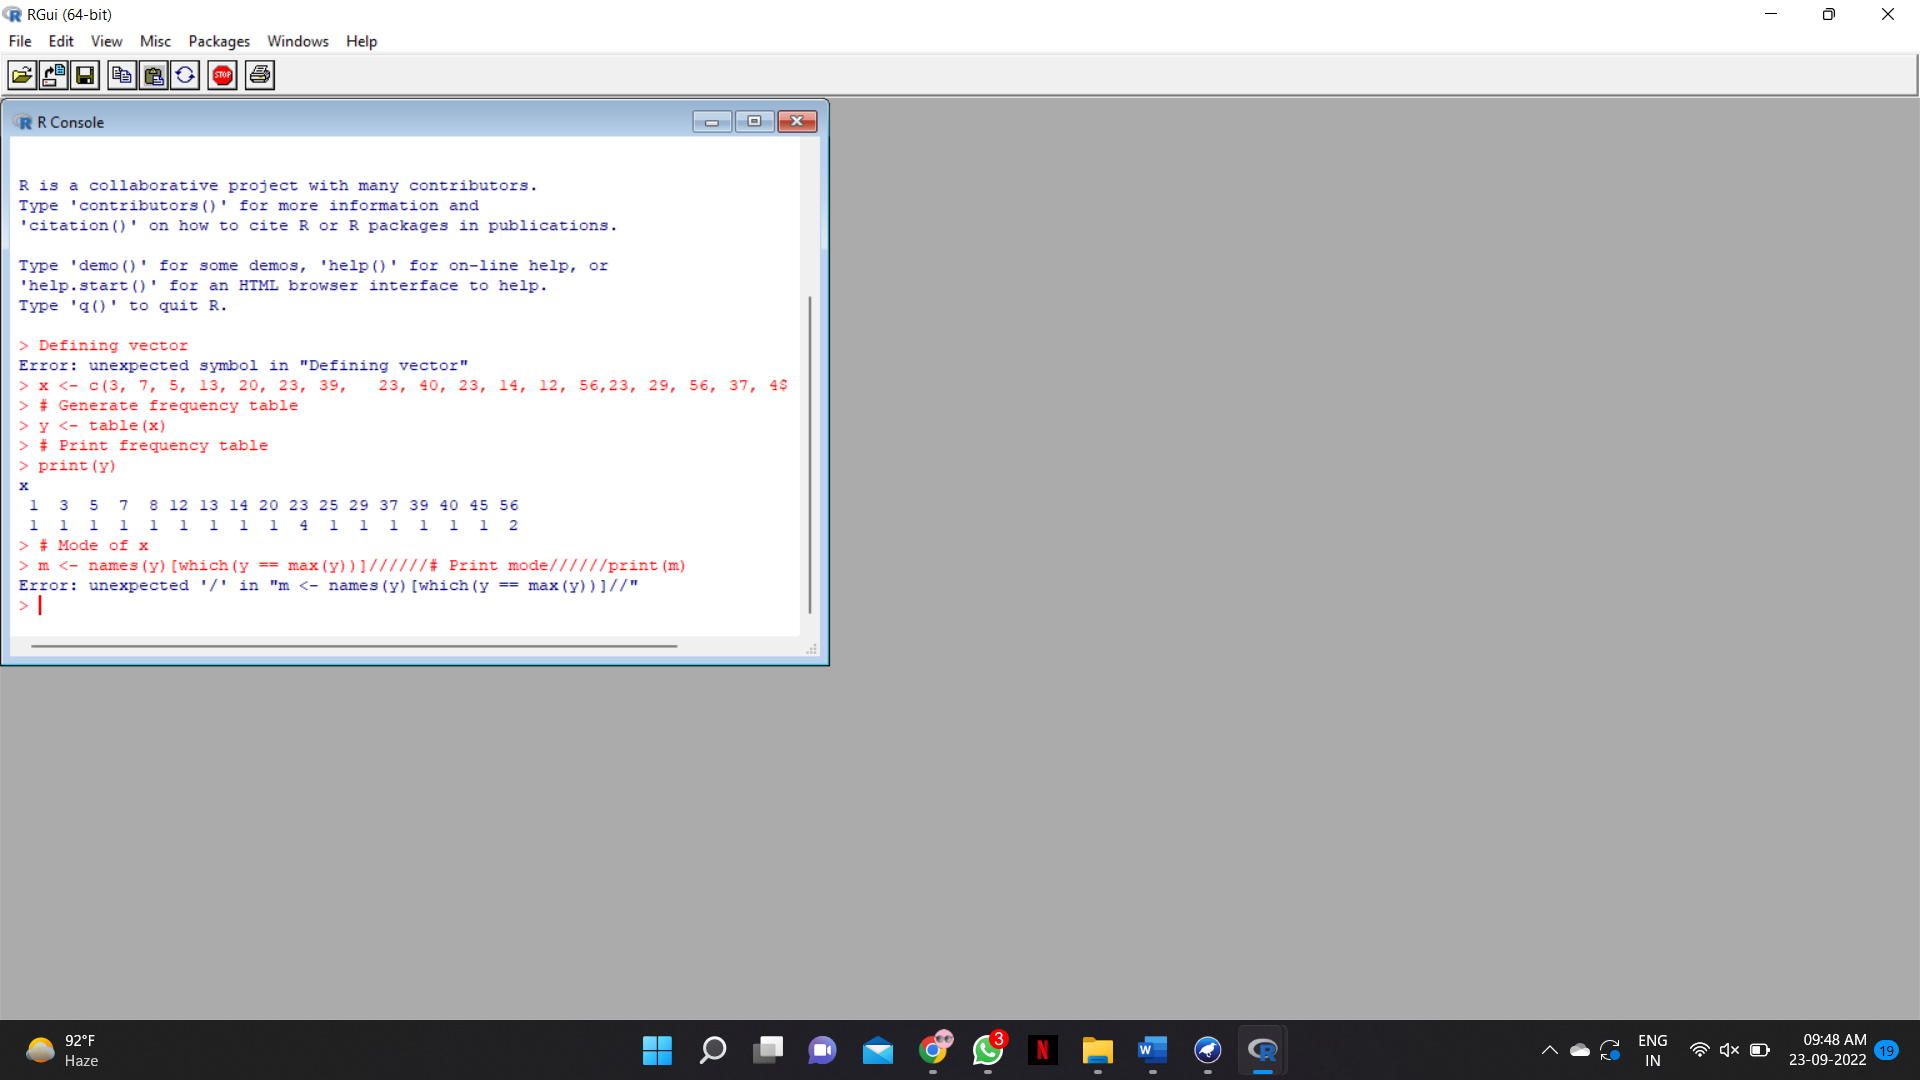 RGui (64-bit)
File Edit View Misc Packages Windows Help
STOP
R Console
R is a collaborative project with many contributors.
Type 'contributors()' for more information and
'citation()' on how to cite R or R packages in publications.
Type 'demo()' for some demos, 'help()' for on-line help, or
'help.start()' for an HTML browser interface to help.
Type 'q()' to quit R.
> Defining vector
Error: unexpected symbol in "Defining vector"
> x <- c(3, 7, 5, 13, 20, 23, 39,   23, 40, 23, 14, 12, 56,23, 29, 56, 37, 4$
> # Generate frequency table
> y <- table(x)
> # Print frequency table
> print(y)
x
 1  3  5  7  8 12 13 14 20 23 25 29 37 39 40 45 56
 1  1  1  1  1  1  1  1  1  4  1  1  1  1  1  1  2
> # Mode of x
> m <- names(y)[which(y == max(y))]//////# Print mode//////print(m)
Error: unexpected '/' in "m <- names(y)[which(y == max(y))]//"
>
92°F
Haze
3
N
W
R
ENG
IN
09:48 AM
23-09-2022
19